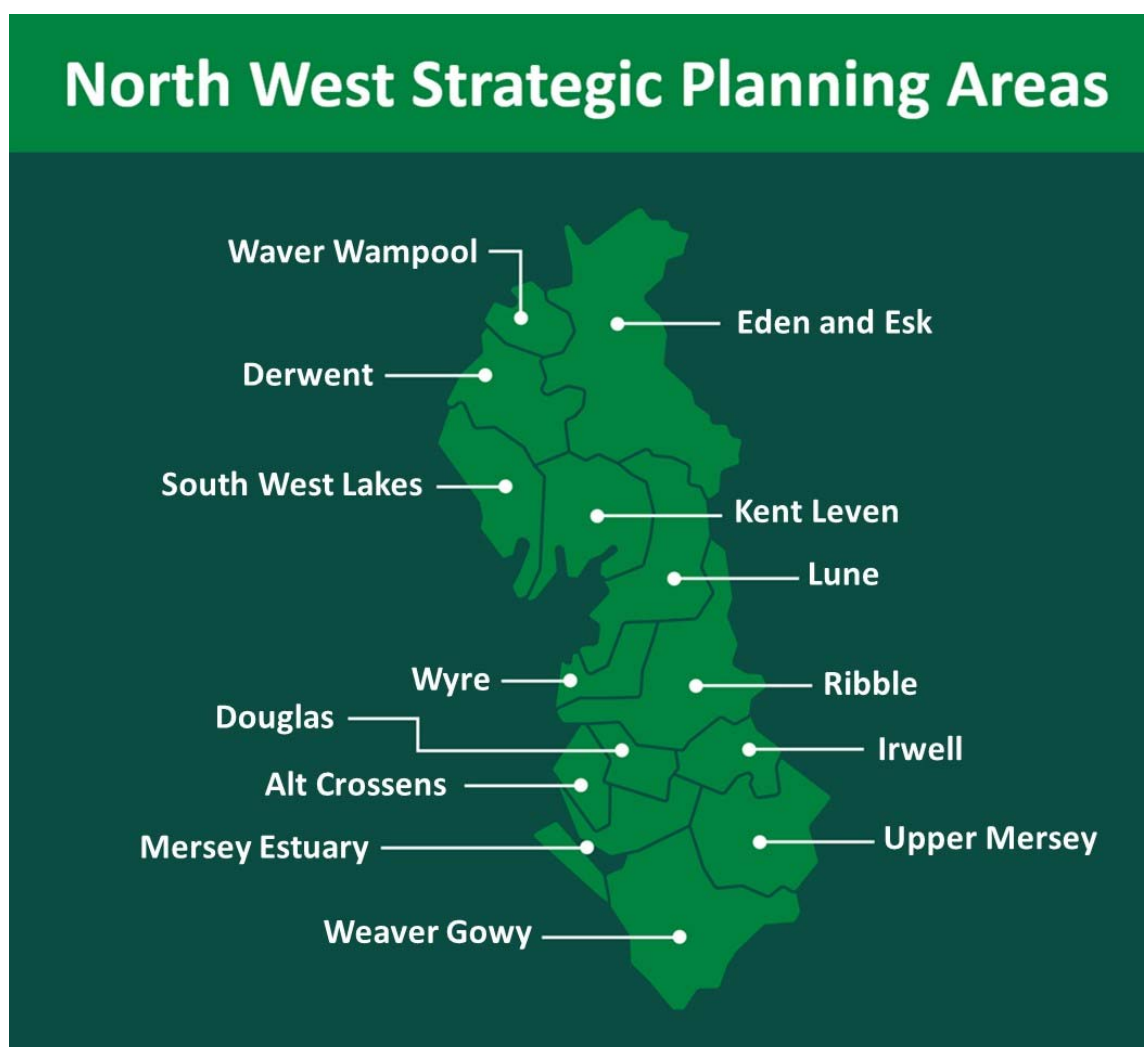 North West Strategic Planning Areas
Waver Wampool
Eden and Esk
Derwent
South West Lakes
Kent Leven
Lune
Wyre
Ribble
Douglas
Irwell
Alt Crossens
Upper Mersey
Mersey Estuary
Weaver Gowy